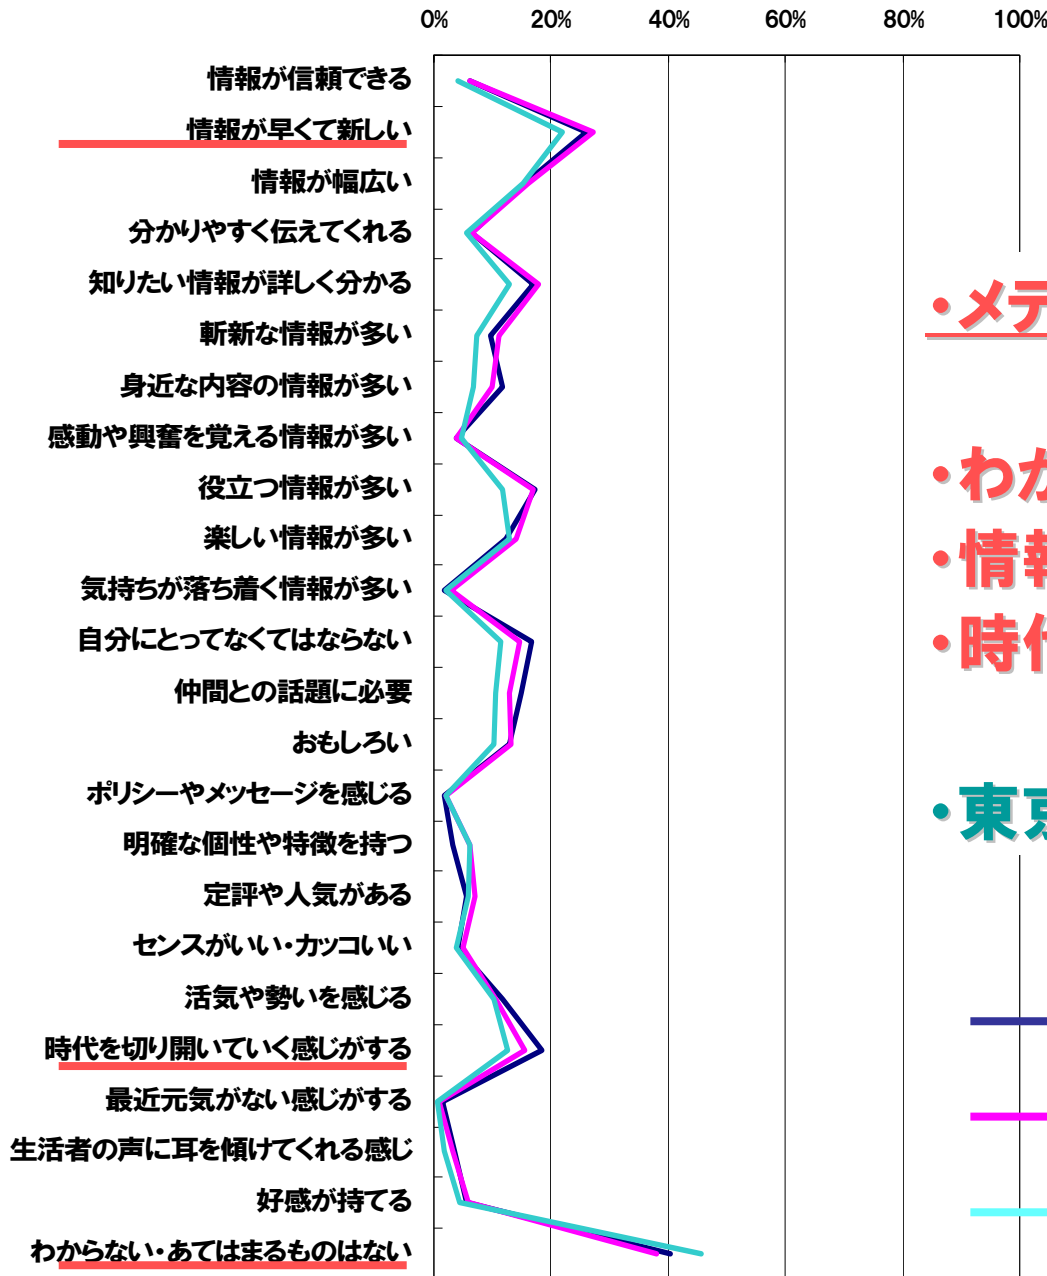 0% 20% 40% 60% 80% 100%
情報が信頼できる
情報が早くて新しい
情報が幅広い
分かりやすく伝えてくれる
知りたい情報が詳しく分かる
斬新な情報が多い
身近な内容の情報が多い
感動や興奮を覚える情報が多い
役立つ情報が多い
楽しい情報が多い
気持ちが落ち着く情報が多い
自分にとってなくてはならない
仲間との話題に必要
おもしろい
ポリシーやメッセージを感じる
明確な個性や特徴を持つ
定評や人気がある
センスがいい・カッコいい
活気や勢いを感じる
時代を切り開いていく感じがする
最近元気がない感じがする
生活者の声に耳を傾けてくれる感じ
好感が持てる
わからない・あてはまるものはない
・メデ
・わか
・情報
・時代
・東京